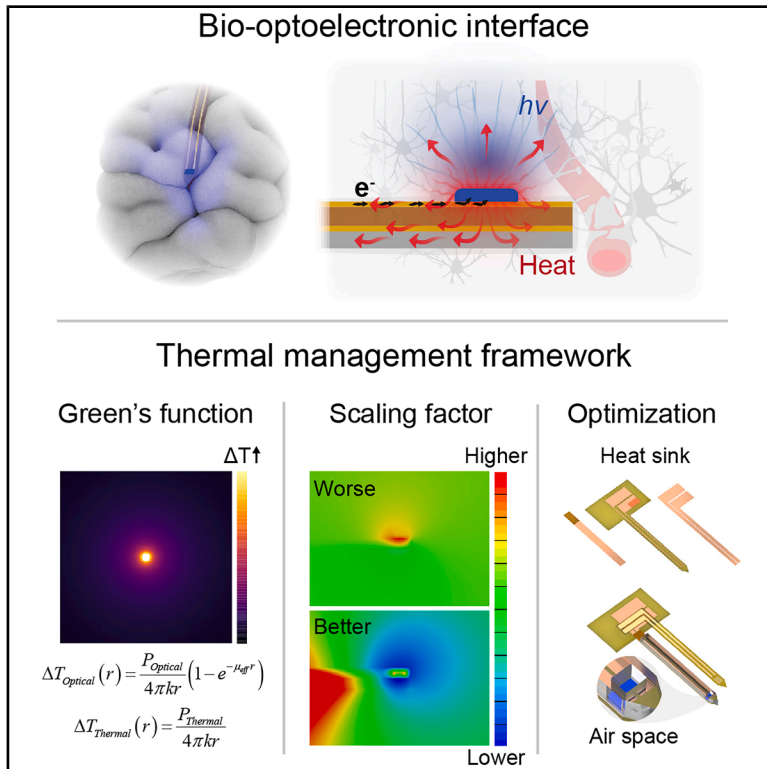 Bio-optoelectronic interface
hν
e⁻
Heat
Thermal management framework
Green's function
Scaling factor
Optimization
ΔT↑
Higher
Heat sink
Worse
Better
ΔT_Optical(r) = P_Optical/4πkr (1 − e^(−μ_eff r))
ΔT_Thermal(r) = P_Thermal/4πkr
Lower
Air space